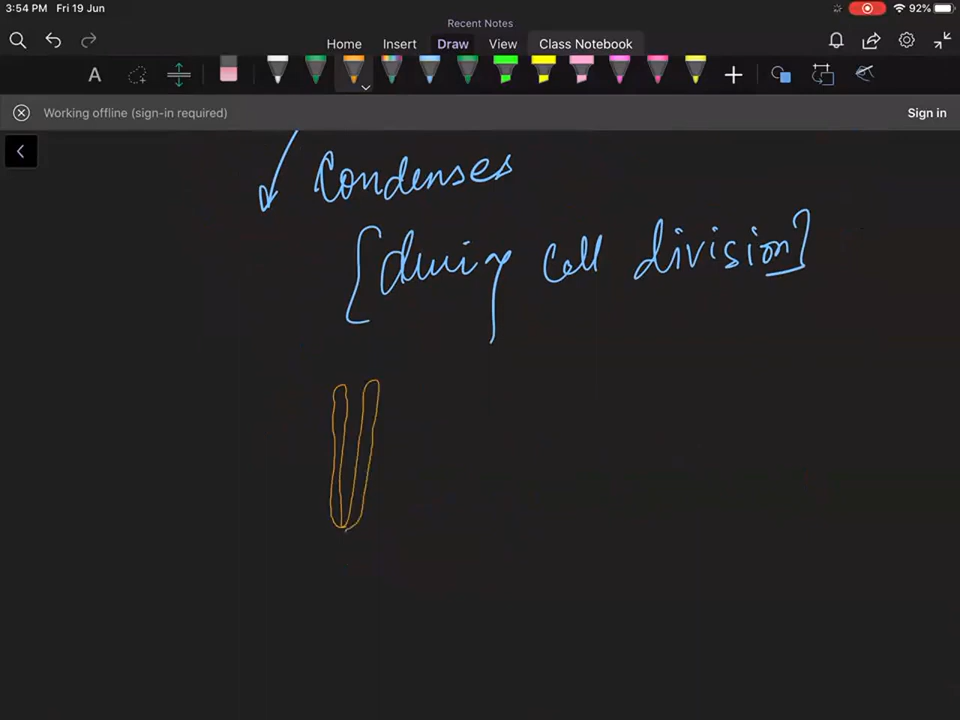 3:54 PM Fri 19 Jun
92%
Recent Notes
Home Insert Draw View Class Notebook
A
Working offline (sign-in required)
Sign in
Condenses
[during cell division]